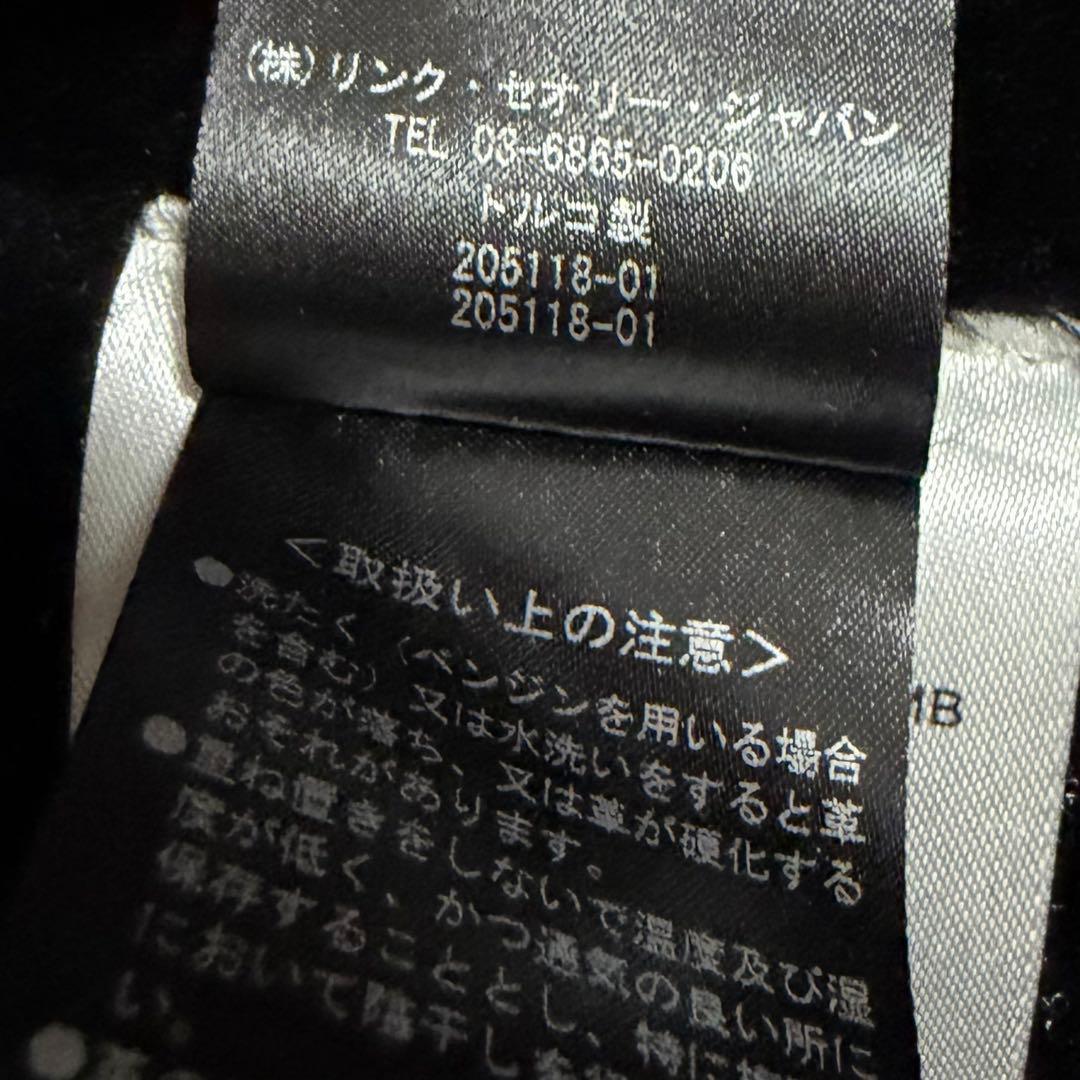 (株)リンク・セオリー・ジャパン
TEL 03-6865-0206
トルコ製
205118-01
205118-01
<取扱い上の注意>
●洗たく(ベンジンを用いる場合
を含む)又は水洗いをすると革
の色が落ち、又は革が硬化する
おそれがあります。
●重ね置きをしないで温度及び湿
度が低く、かつ通気の良い所に
保存することとし、特に
において陰干し
い。
1B